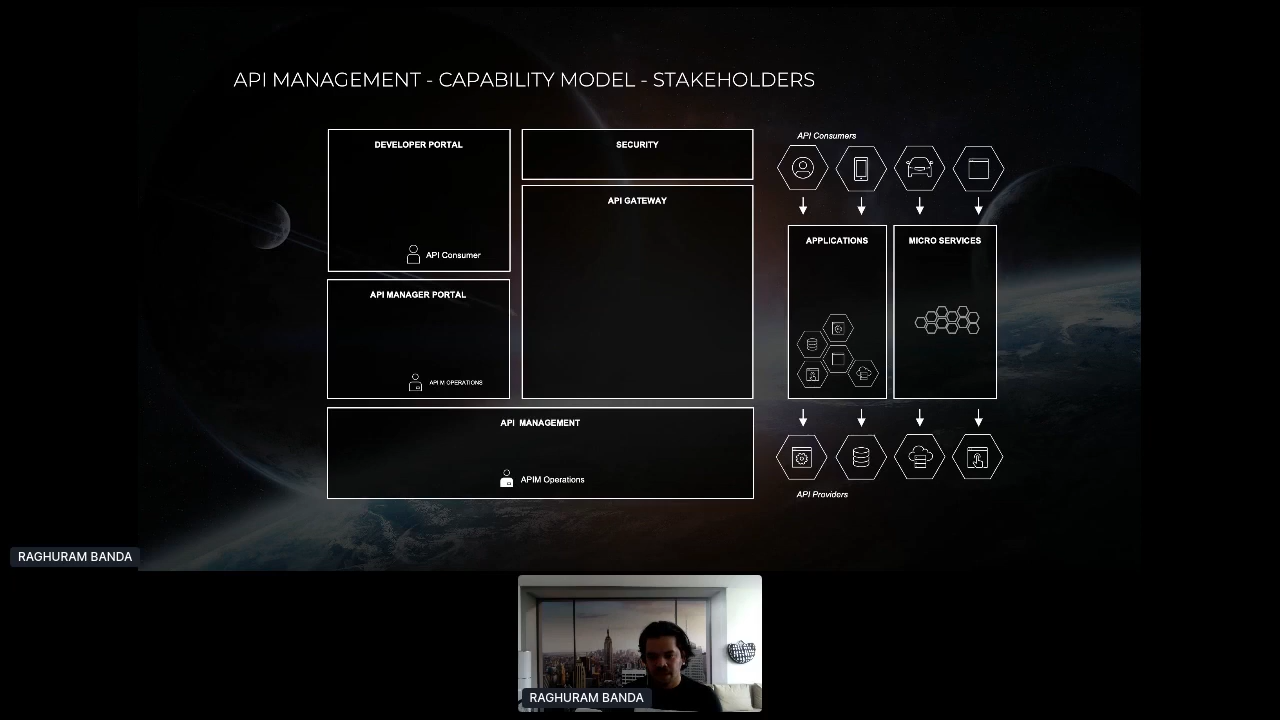 API MANAGEMENT - CAPABILITY MODEL - STAKEHOLDERS
DEVELOPER PORTAL
API Consumer
API MANAGER PORTAL
API M OPERATIONS
SECURITY
API GATEWAY
API MANAGEMENT
APIM Operations
API Consumers
APPLICATIONS
MICRO SERVICES
API Providers
RAGHURAM BANDA
RAGHURAM BANDA